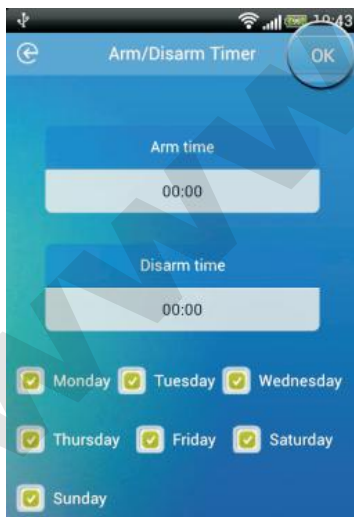 10:43
Arm/Disarm Timer OK
Arm time
00:00
Disarm time
00:00
Monday Tuesday Wednesday
Thursday Friday Saturday
Sunday